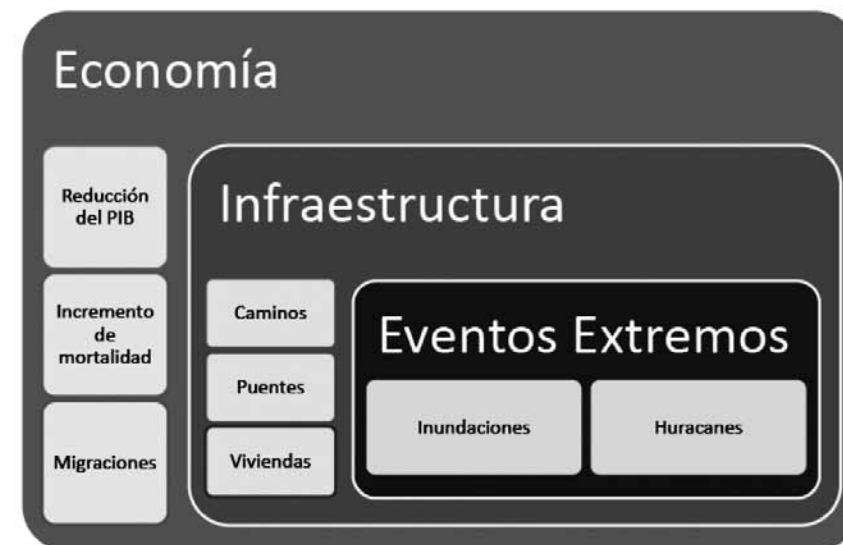 Economía
Reducción
del PIB
Incremento
de
mortalidad
Migraciones
Infraestructura
Caminos
Puentes
Viviendas
Eventos Extremos
Inundaciones
Huracanes